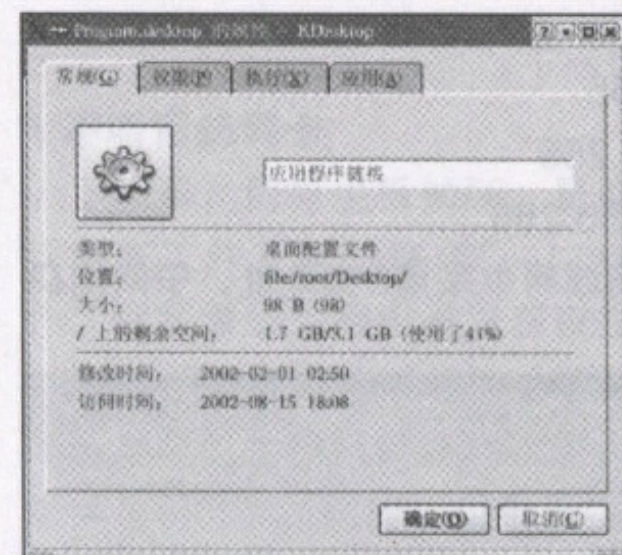 Program.desktop 的属性 - KDesktop
常规(G) 权限(P) 执行(X) 应用(A)
应用程序链接
类型: 桌面配置文件
位置: file:/root/Desktop/
大小: 98 B (98)
/ 上的剩余空间: 1.7 GB/3.1 GB (使用了41%)
修改时间: 2002-02-01 02:50
访问时间: 2002-08-15 18:08
确定(O) 取消(C)